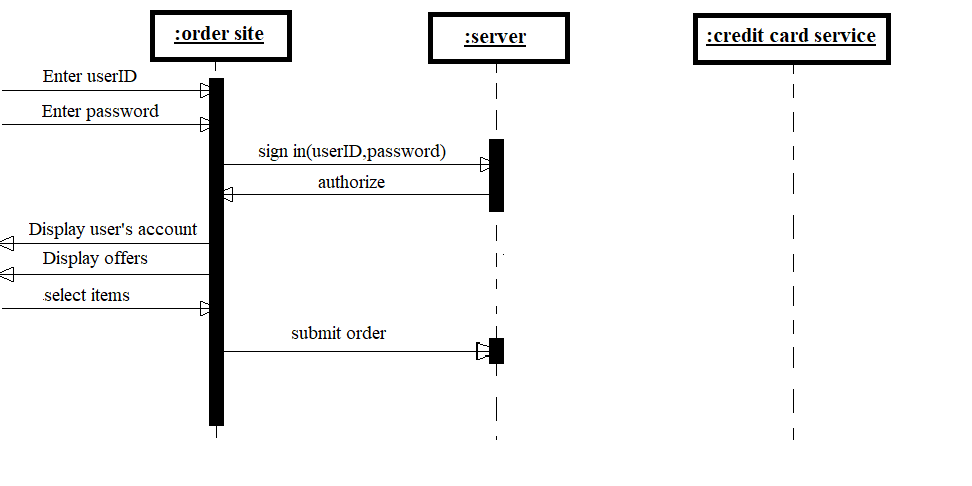 :order site
:server
:credit card service
Enter userID
Enter password
sign in(userID,password)
authorize
Display user's account
Display offers
select items
submit order